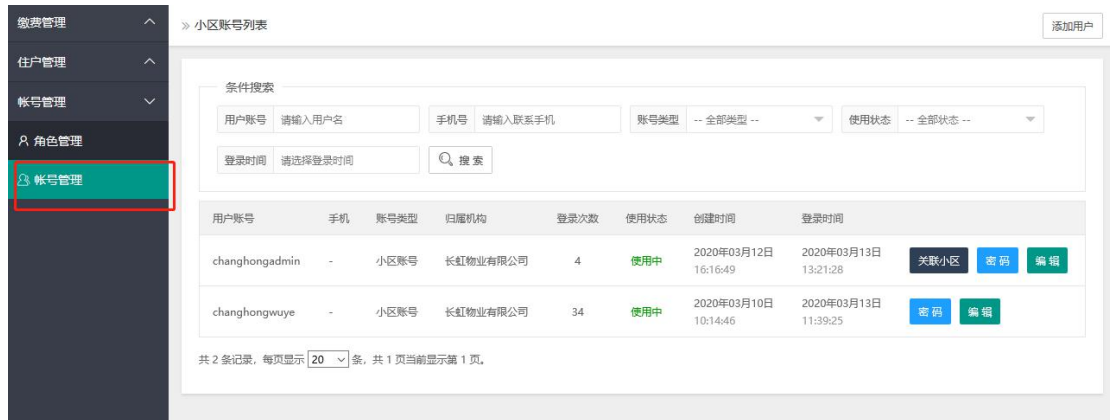 缴费管理
住户管理
帐号管理
角色管理
帐号管理
» 小区账号列表
添加用户
条件搜索
用户账号 请输入用户名 手机号 请输入联系手机 账号类型 -- 全部类型 -- 使用状态 -- 全部状态 --
登录时间 请选择登录时间 搜 索
用户账号 手机 账号类型 归属机构 登录次数 使用状态 创建时间 登录时间
changhongadmin - 小区账号 长虹物业有限公司 4 使用中 2020年03月12日 2020年03月13日 关联小区 密 码 编 辑
16:16:49 13:21:28
changhongwuye - 小区账号 长虹物业有限公司 34 使用中 2020年03月10日 2020年03月13日 密 码 编 辑
10:14:46 11:39:25
共 2 条记录, 每页显示 20 条, 共 1 页当前显示第 1 页。